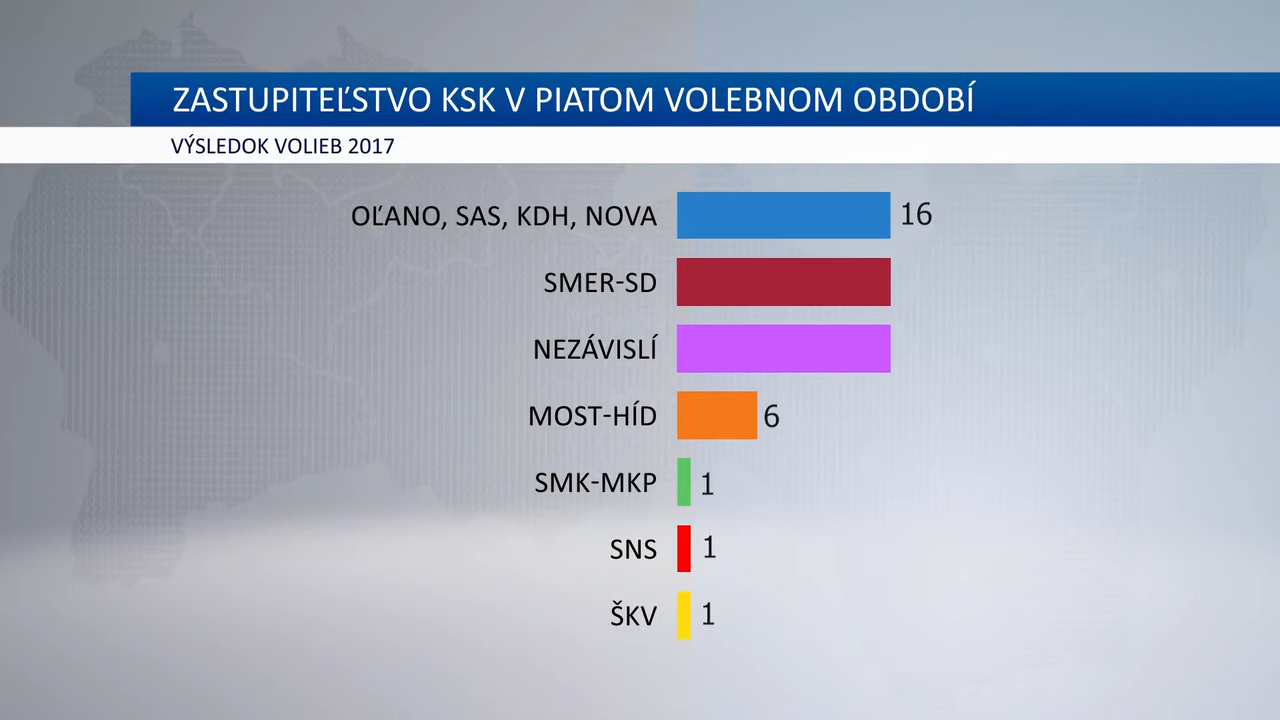 ZASTUPITEĽSTVO KSK V PIATOM VOLEBNOM OBDOBÍ
VÝSLEDOK VOLIEB 2017
OĽANO, SAS, KDH, NOVA 16
SMER-SD
NEZÁVISLÍ
MOST-HÍD 6
SMK-MKP 1
SNS 1
ŠKV 1